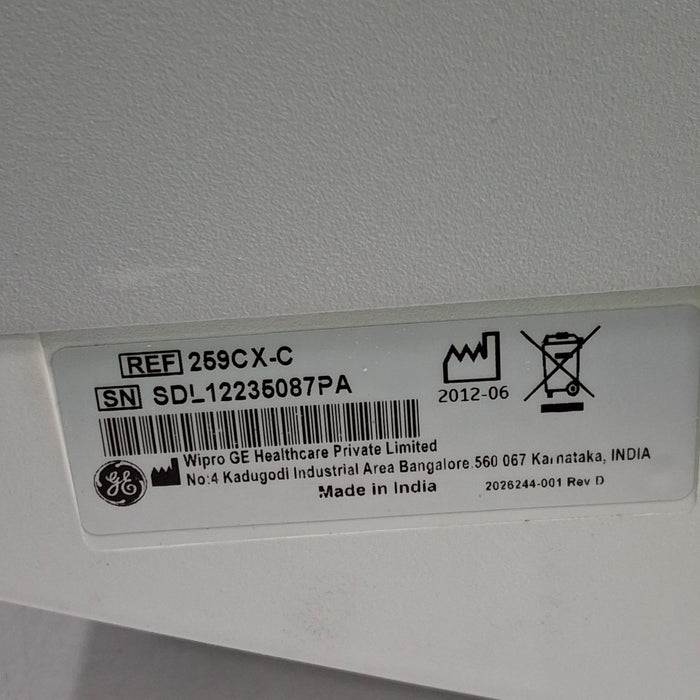 REF 259CX-C
SN SDL12235087PA
2012-06
GE
Wipro GE Healthcare Private Limited
No:4 Kadugodi Industrial Area Bangalore.560 067 Karnataka, INDIA
Made in India
2026244-001 Rev D